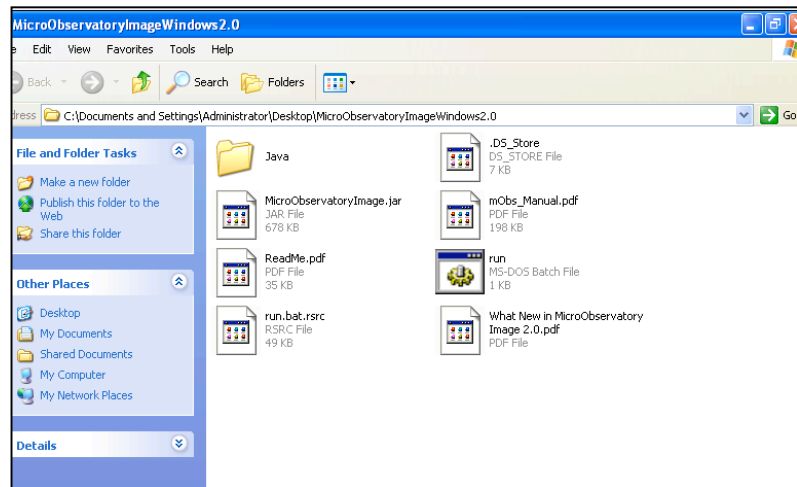 MicroObservatoryImageWindows2.0
Edit View Favorites Tools Help
Back Search Folders
dress C:\Documents and Settings\Administrator\Desktop\MicroObservatoryImageWindows2.0 Go
File and Folder Tasks
Make a new folder
Publish this folder to the
Web
Share this folder
Other Places
Desktop
My Documents
Shared Documents
My Computer
My Network Places
Details
Java
.DS_Store
DS_STORE File
7 KB
MicroObservatoryImage.jar
JAR File
678 KB
mObs_Manual.pdf
PDF File
198 KB
ReadMe.pdf
PDF File
35 KB
run
MS-DOS Batch File
1 KB
run.bat.rsrc
RSRC File
49 KB
What New in MicroObservatory
Image 2.0.pdf
PDF File